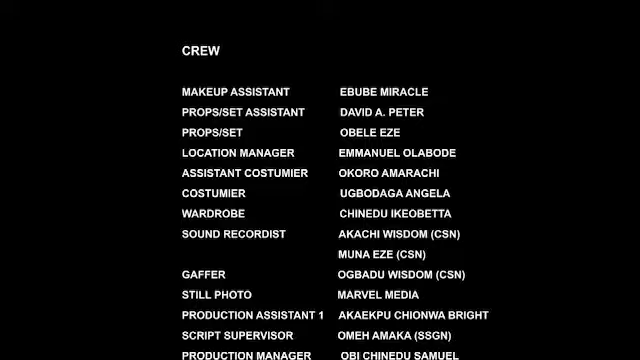 CREW
MAKEUP ASSISTANT EBUBE MIRACLE
PROPS/SET ASSISTANT DAVID A. PETER
PROPS/SET OBELE EZE
LOCATION MANAGER EMMANUEL OLABODE
ASSISTANT COSTUMIER OKORO AMARACHI
COSTUMIER UGBODAGA ANGELA
WARDROBE CHINEDU IKEOBETTA
SOUND RECORDIST AKACHI WISDOM (CSN)
MUNA EZE (CSN)
GAFFER OGBADU WISDOM (CSN)
STILL PHOTO MARVEL MEDIA
PRODUCTION ASSISTANT 1 AKAEKPU CHIONWA BRIGHT
SCRIPT SUPERVISOR OMEH AMAKA (SSGN)
PRODUCTION MANAGER OBI CHINEDU SAMUEL